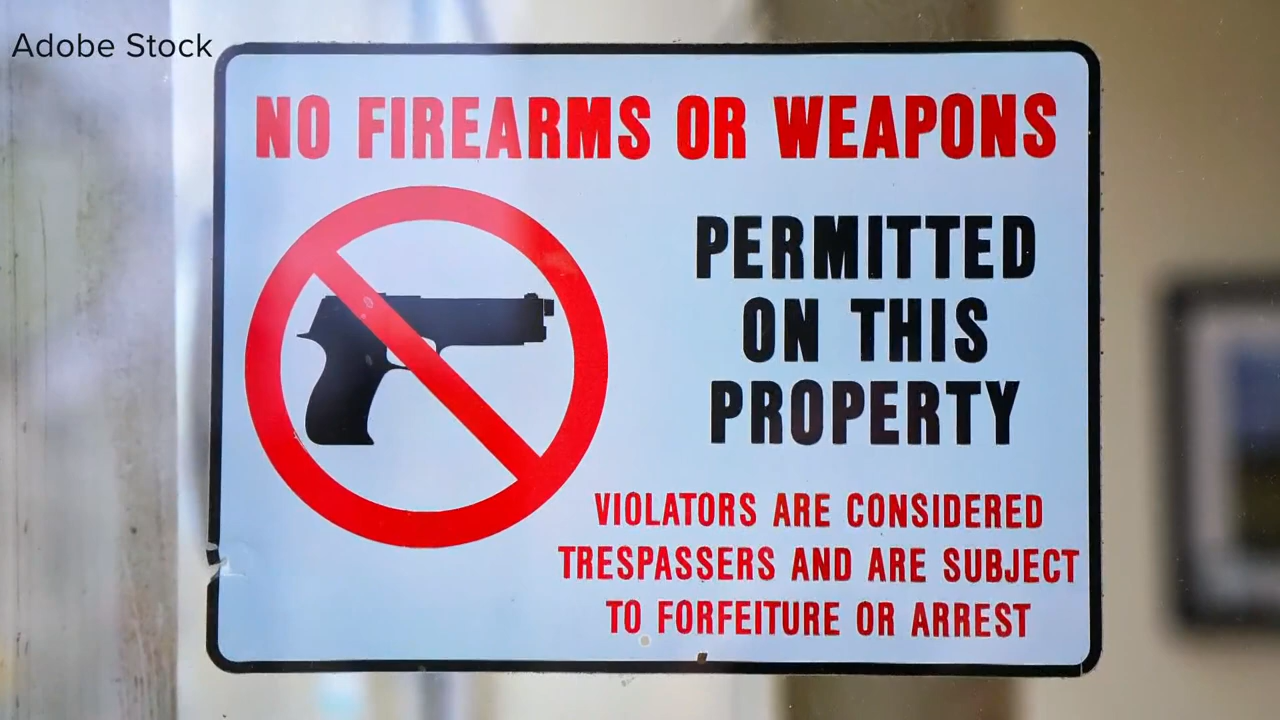 Adobe Stock
NO FIREARMS OR WEAPONS
PERMITTED
ON THIS
PROPERTY
VIOLATORS ARE CONSIDERED
TRESPASSERS AND ARE SUBJECT
TO FORFEITURE OR ARREST